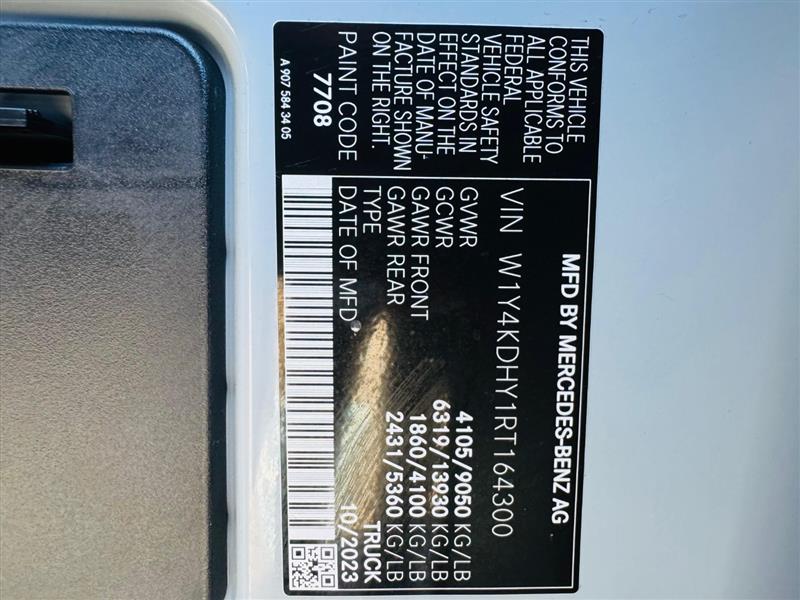 MFD BY MERCEDES-BENZ AG
VIN W1Y4KDHY1RT164300
GVWR 4105/9050 KG/LB
GCWR 6319/13930 KG/LB
GAWR FRONT 1860/4100 KG/LB
GAWR REAR 2431/5360 KG/LB
TYPE TRUCK
DATE OF MFD 10/2023
THIS VEHICLE
CONFORMS TO
ALL APPLICABLE
FEDERAL
VEHICLE SAFETY
STANDARDS IN
EFFECT ON THE
DATE OF MANU-
FACTURE SHOWN
ON THE RIGHT.
PAINT CODE
7708
A 907 584 34 05